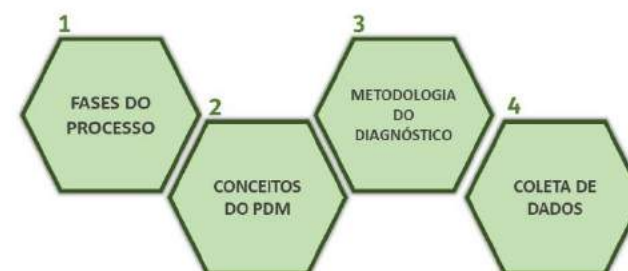 1
FASES DO
PROCESSO
2
CONCEITOS
DO PDM
3
METODOLOGIA
DO
DIAGNÓSTICO
4
COLETA DE
DADOS